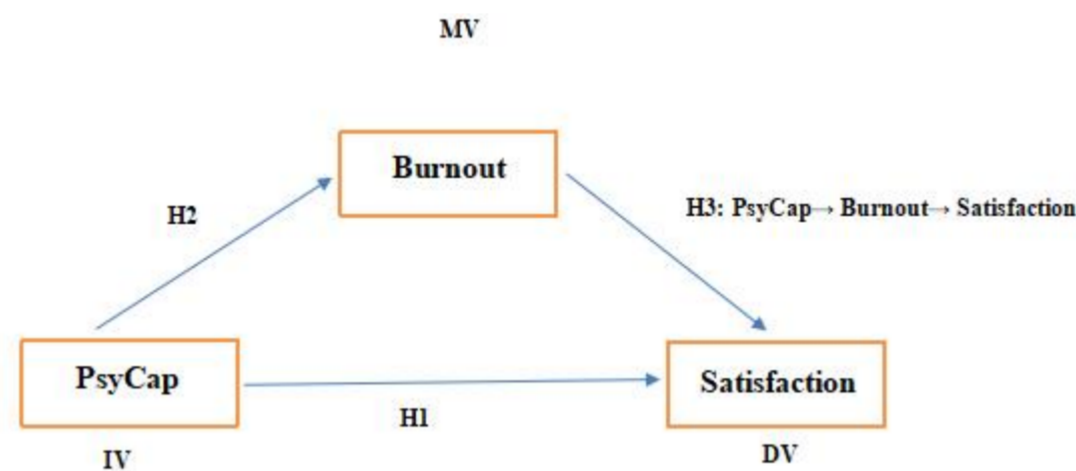 MV
Burnout
H2
H3: PsyCap→ Burnout→ Satisfaction
PsyCap
Satisfaction
H1
IV
DV